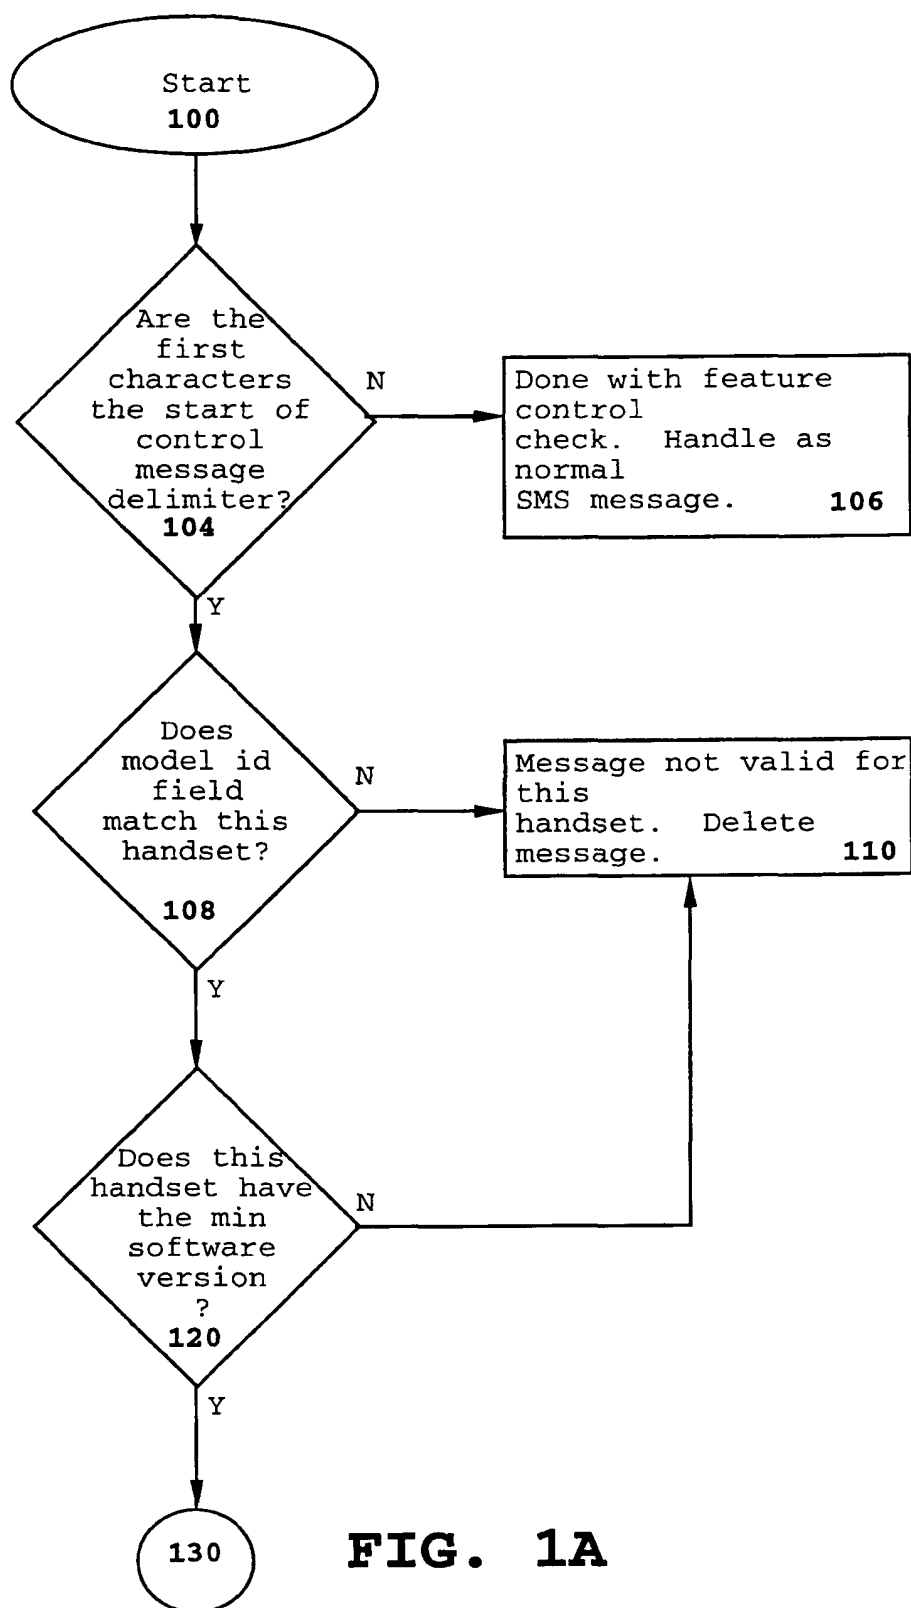 Start
100
Are the
first
characters
the start of
control
message
delimiter?
104
N
Done with feature
control
check. Handle as
normal
SMS message. 106
Y
Does
model id
field
match this
handset?
108
N
Message not valid for
this
handset. Delete
message. 110
Y
Does this
handset have
the min
software
version
?
120
N
Y
130
FIG. 1A